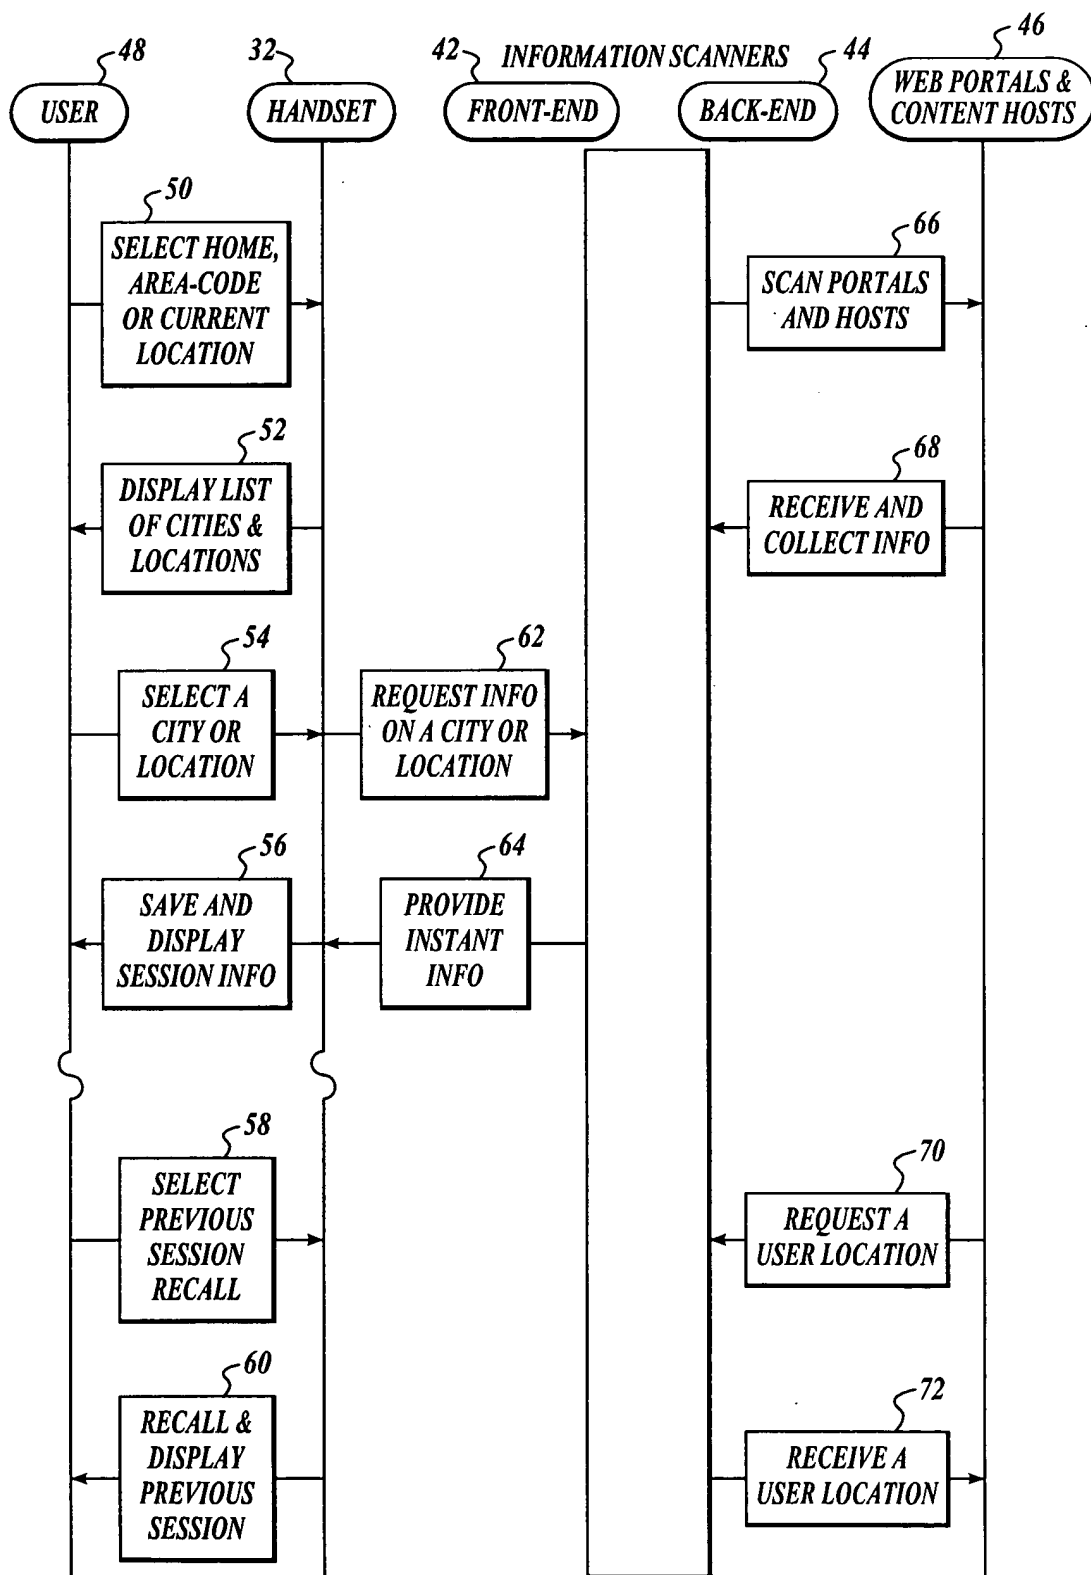 48
32
42
INFORMATION SCANNERS
44
46
USER
HANDSET
FRONT-END
BACK-END
WEB PORTALS &
CONTENT HOSTS
50
SELECT HOME,
AREA-CODE
OR CURRENT
LOCATION
66
SCAN PORTALS
AND HOSTS
52
DISPLAY LIST
OF CITIES &
LOCATIONS
68
RECEIVE AND
COLLECT INFO
54
SELECT A
CITY OR
LOCATION
62
REQUEST INFO
ON A CITY OR
LOCATION
56
SAVE AND
DISPLAY
SESSION INFO
64
PROVIDE
INSTANT
INFO
58
SELECT
PREVIOUS
SESSION
RECALL
70
REQUEST A
USER LOCATION
60
RECALL &
DISPLAY
PREVIOUS
SESSION
72
RECEIVE A
USER LOCATION